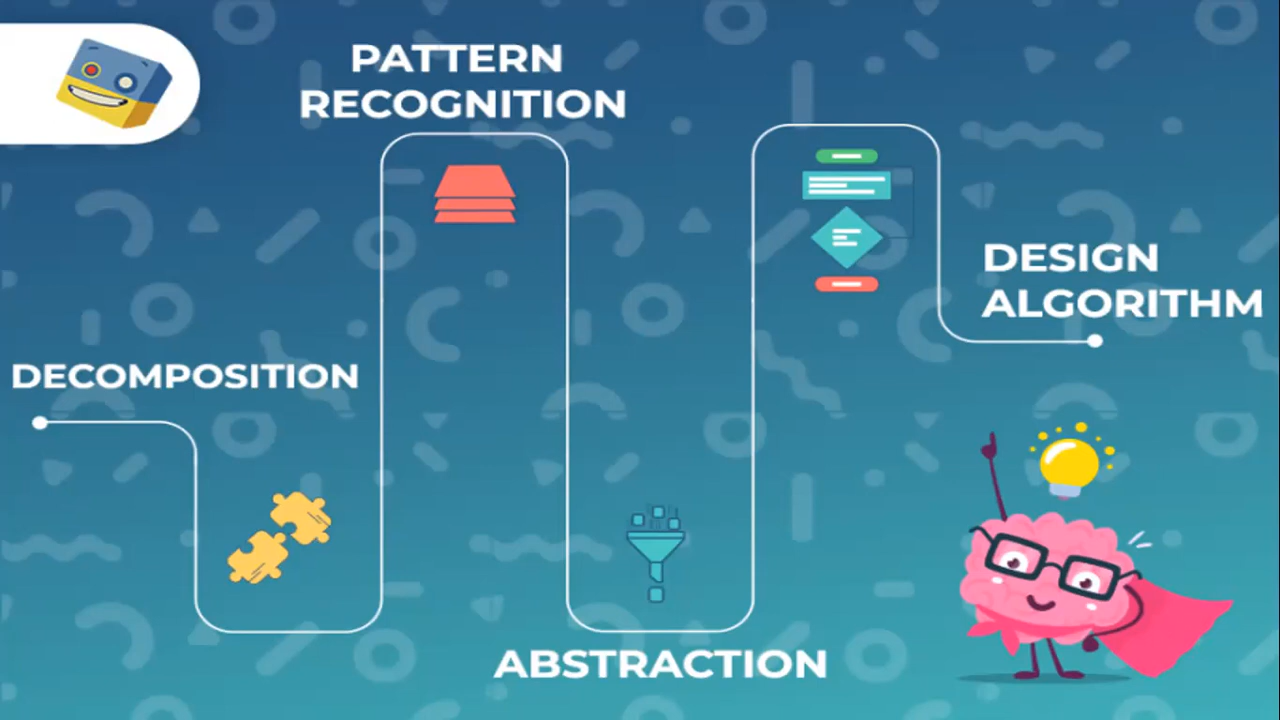 PATTERN
RECOGNITION
DESIGN
ALGORITHM
DECOMPOSITION
ABSTRACTION